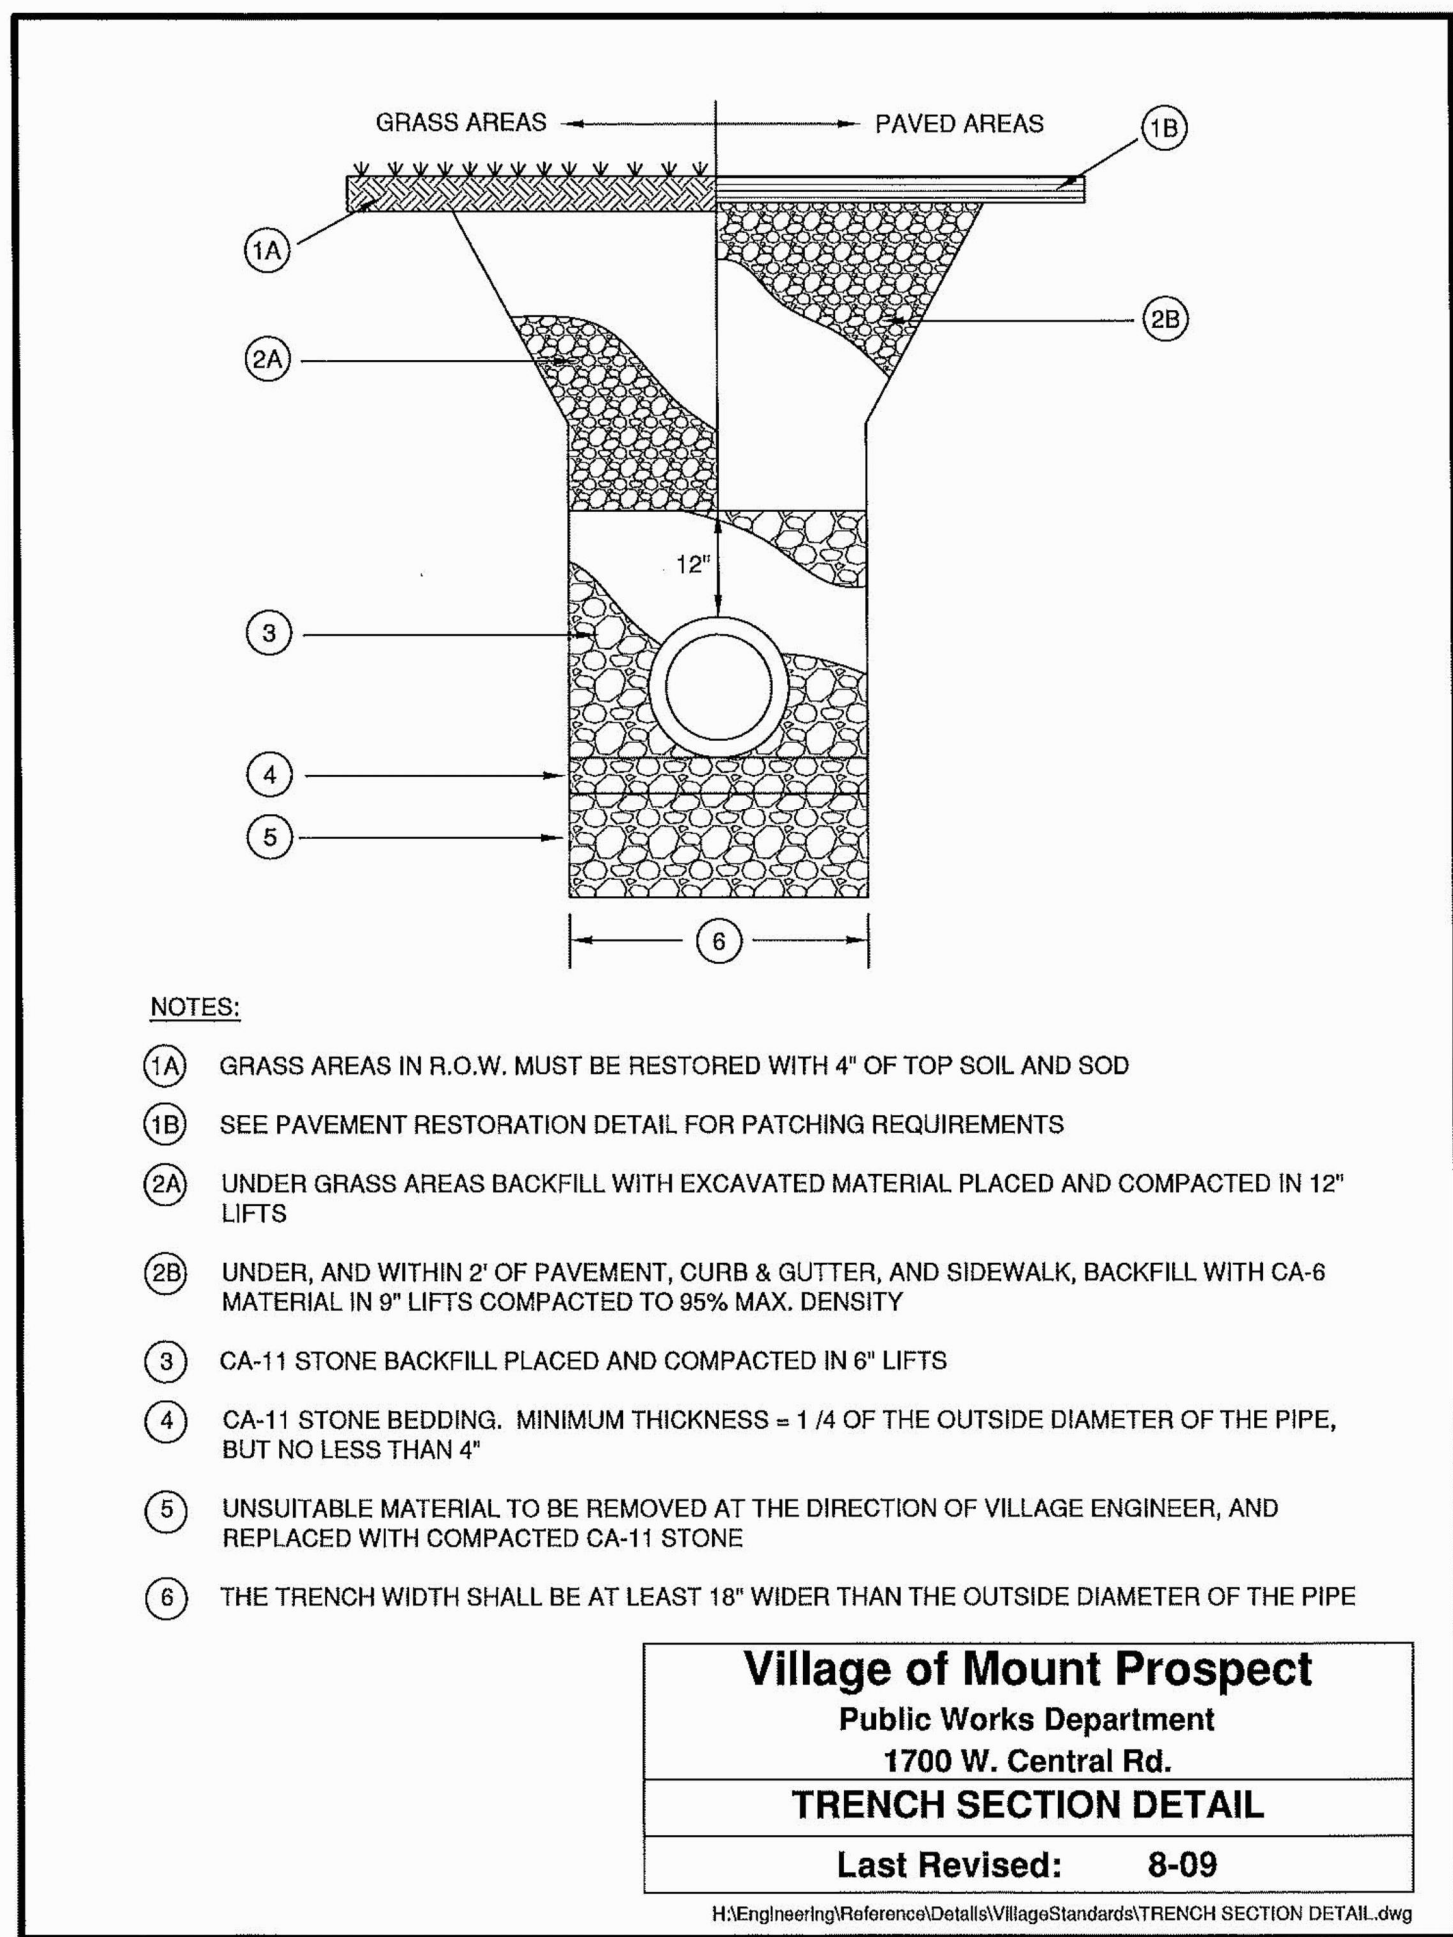 GRASS AREAS
PAVED AREAS
1B
1A
2B
2A
12"
3
4
5
6
NOTES:
1A GRASS AREAS IN R.O.W. MUST BE RESTORED WITH 4" OF TOP SOIL AND SOD
1B SEE PAVEMENT RESTORATION DETAIL FOR PATCHING REQUIREMENTS
2A UNDER GRASS AREAS BACKFILL WITH EXCAVATED MATERIAL PLACED AND COMPACTED IN 12"
LIFTS
2B UNDER, AND WITHIN 2' OF PAVEMENT, CURB & GUTTER, AND SIDEWALK, BACKFILL WITH CA-6
MATERIAL IN 9" LIFTS COMPACTED TO 95% MAX. DENSITY
3 CA-11 STONE BACKFILL PLACED AND COMPACTED IN 6" LIFTS
4 CA-11 STONE BEDDING. MINIMUM THICKNESS = 1 /4 OF THE OUTSIDE DIAMETER OF THE PIPE,
BUT NO LESS THAN 4"
5 UNSUITABLE MATERIAL TO BE REMOVED AT THE DIRECTION OF VILLAGE ENGINEER, AND
REPLACED WITH COMPACTED CA-11 STONE
6 THE TRENCH WIDTH SHALL BE AT LEAST 18" WIDER THAN THE OUTSIDE DIAMETER OF THE PIPE
Village of Mount Prospect
Public Works Department
1700 W. Central Rd.
TRENCH SECTION DETAIL
Last Revised: 8-09
H:\Engineering\Reference\Details\VillageStandards\TRENCH SECTION DETAIL.dwg